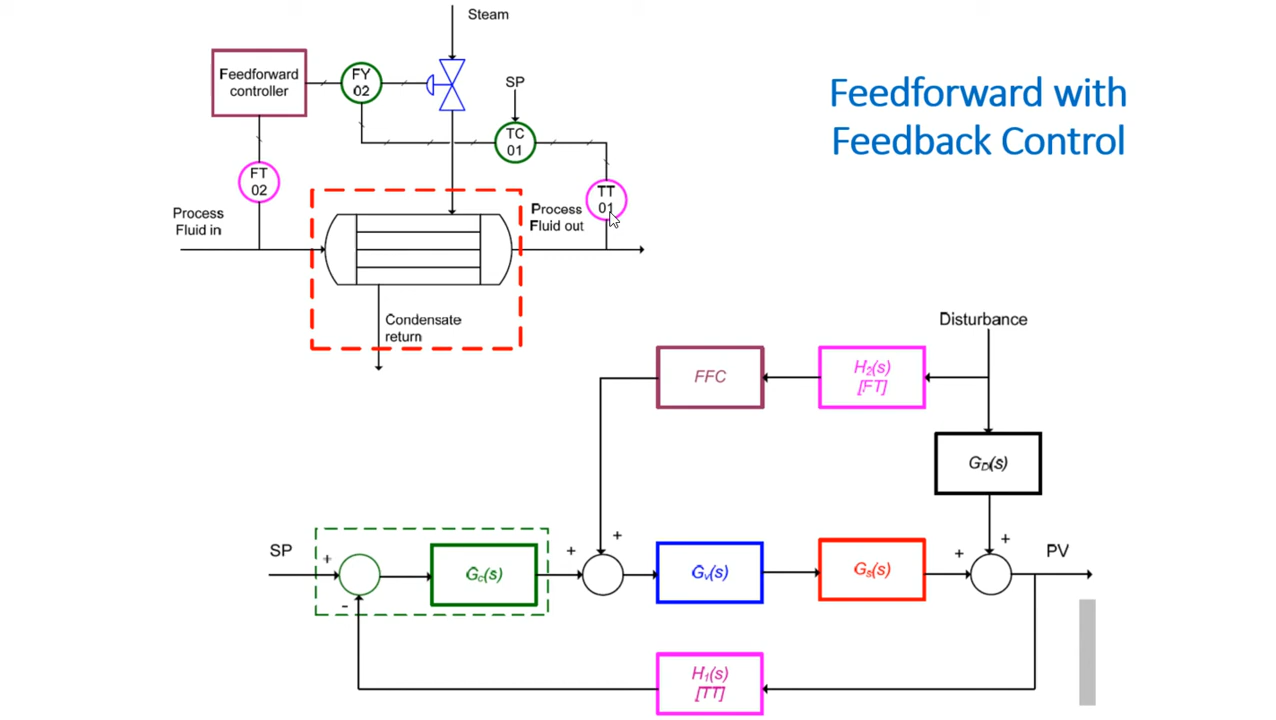 Steam
Feedforward with
Feedback Control
Feedforward
controller
FY
02
SP
TC
01
FT
02
TT
01
Process
Fluid in
Process
Fluid out
Condensate
return
Disturbance
FFC
H2(s)
[FT]
GD(s)
SP
+
-
Gc(s)
+
+
Gv(s)
Gs(s)
+
+
PV
H1(s)
[TT]